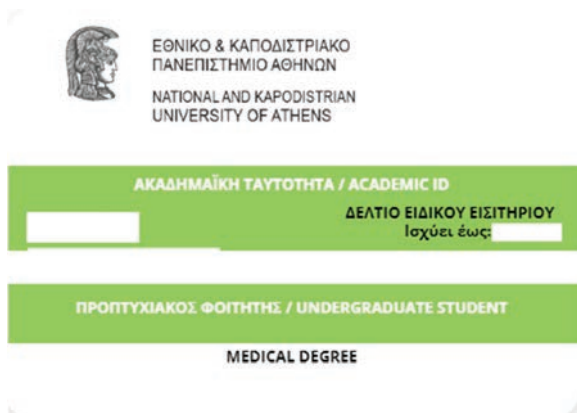 ΕΘΝΙΚΟ & ΚΑΠΟΔΙΣΤΡΙΑΚΟ
ΠΑΝΕΠΙΣΤΗΜΙΟ ΑΘΗΝΩΝ
NATIONAL AND KAPODISTRIAN
UNIVERSITY OF ATHENS
ΑΚΑΔΗΜΑΪΚΗ ΤΑΥΤΟΤΗΤΑ / ACADEMIC ID
ΔΕΛΤΙΟ ΕΙΔΙΚΟΥ ΕΙΣΙΤΗΡΙΟΥ
Ισχύει έως:
ΠΡΟΠΤΥΧΙΑΚΟΣ ΦΟΙΤΗΤΗΣ / UNDERGRADUATE STUDENT
MEDICAL DEGREE